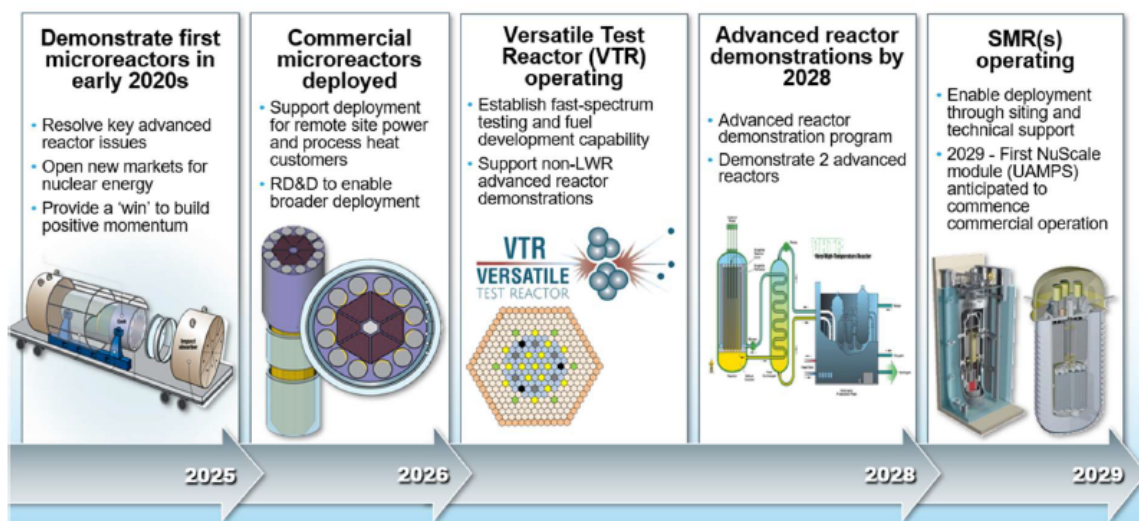 Demonstrate first
microreactors in
early 2020s
• Resolve key advanced
reactor issues
• Open new markets for
nuclear energy
• Provide a ‘win’ to build
positive momentum
Commercial
microreactors
deployed
• Support deployment
for remote site power
and process heat
customers
• RD&D to enable
broader deployment
Versatile Test
Reactor (VTR)
operating
• Establish fast-spectrum
testing and fuel
development capability
• Support non-LWR
advanced reactor
demonstrations
VTR
VERSATILE
TEST REACTOR
Advanced reactor
demonstrations by
2028
• Advanced reactor
demonstration program
• Demonstrate 2 advanced
reactors
Very-High-Temperature Reactor
SMR(s)
operating
• Enable deployment
through siting and
technical support
• 2029 - First NuScale
module (UAMPS)
anticipated to
commence
commercial operation
2025
2026
2028
2029